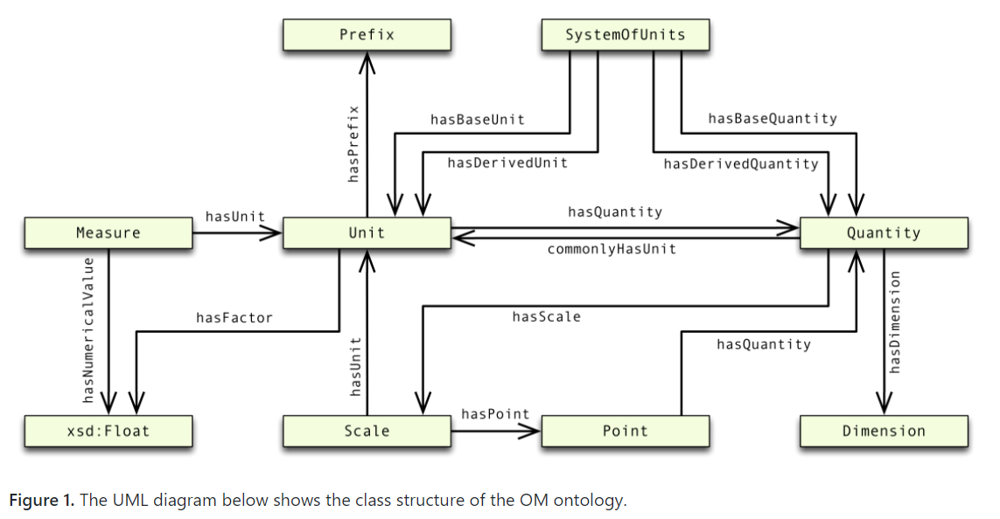 Prefix
SystemOfUnits
hasPrefix
hasBaseUnit
hasBaseQuantity
hasDerivedUnit
hasDerivedQuantity
Measure
hasUnit
Unit
hasQuantity
commonlyHasUnit
Quantity
hasNumericalValue
hasFactor
hasUnit
hasScale
hasQuantity
hasDimension
xsd:Float
Scale
hasPoint
Point
Dimension
Figure 1. The UML diagram below shows the class structure of the OM ontology.